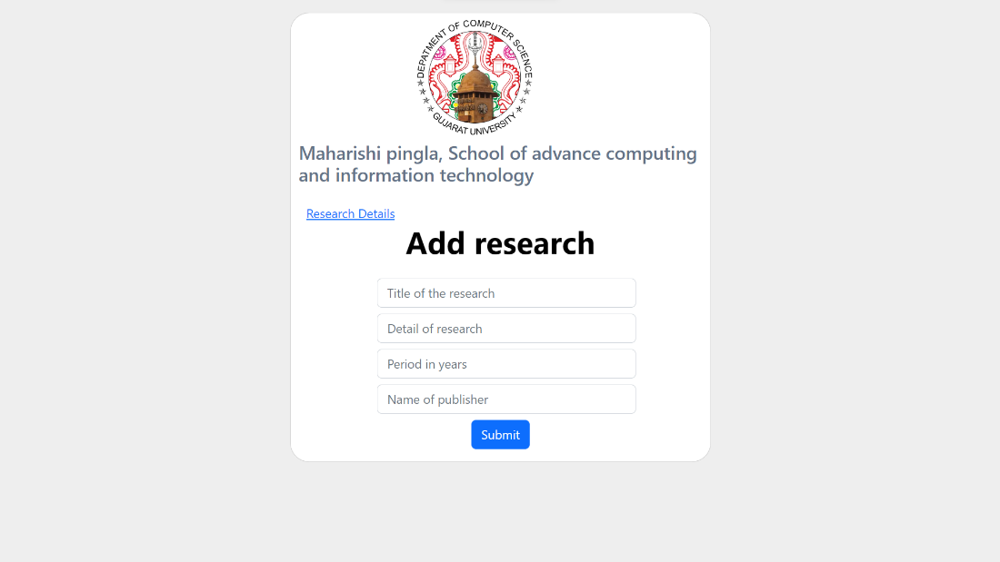 DEPATMENT OF COMPUTER SCIENCE
GUJARAT UNIVERSITY
Maharishi pingla, School of advance computing
and information technology
Research Details
Add research
Title of the research
Detail of research
Period in years
Name of publisher
Submit